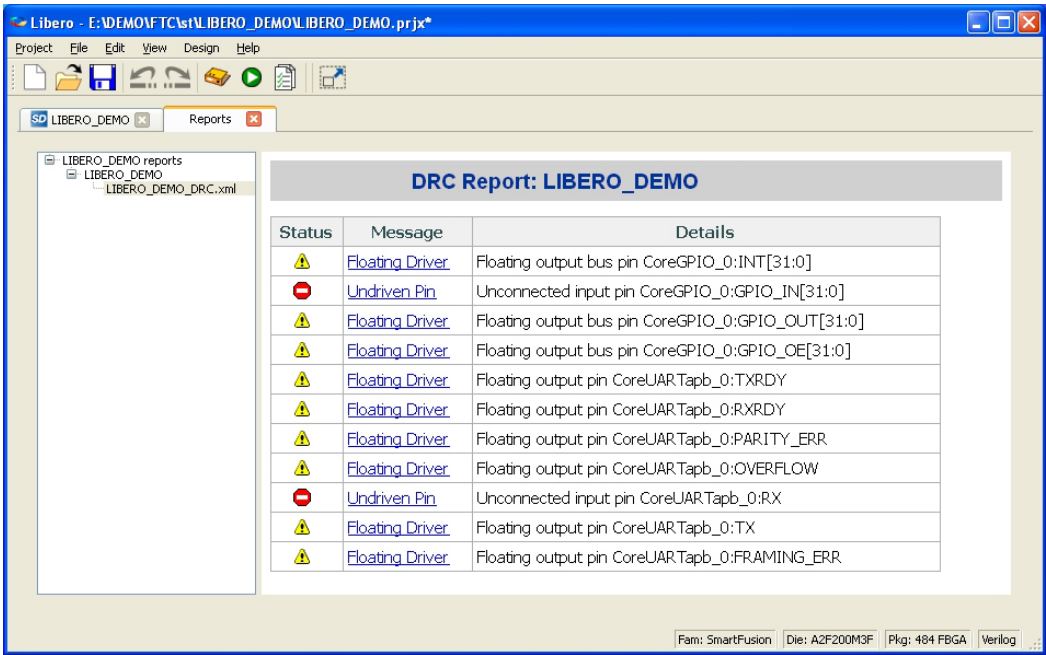 Libero - E:\DEMO\FTC\st\LIBERO_DEMO\LIBERO_DEMO.prjx*
Project File Edit View Design Help
SD LIBERO_DEMO Reports
LIBERO_DEMO reports
LIBERO_DEMO
LIBERO_DEMO_DRC.xml
DRC Report: LIBERO_DEMO
Status Message Details
Floating Driver Floating output bus pin CoreGPIO_0:INT[31:0]
Undriven Pin Unconnected input pin CoreGPIO_0:GPIO_IN[31:0]
Floating Driver Floating output bus pin CoreGPIO_0:GPIO_OUT[31:0]
Floating Driver Floating output bus pin CoreGPIO_0:GPIO_OE[31:0]
Floating Driver Floating output pin CoreUARTapb_0:TXRDY
Floating Driver Floating output pin CoreUARTapb_0:RXRDY
Floating Driver Floating output pin CoreUARTapb_0:PARITY_ERR
Floating Driver Floating output pin CoreUARTapb_0:OVERFLOW
Undriven Pin Unconnected input pin CoreUARTapb_0:RX
Floating Driver Floating output pin CoreUARTapb_0:TX
Floating Driver Floating output pin CoreUARTapb_0:FRAMING_ERR
Fam: SmartFusion Die: A2F200M3F Pkg: 484 FBGA Verilog